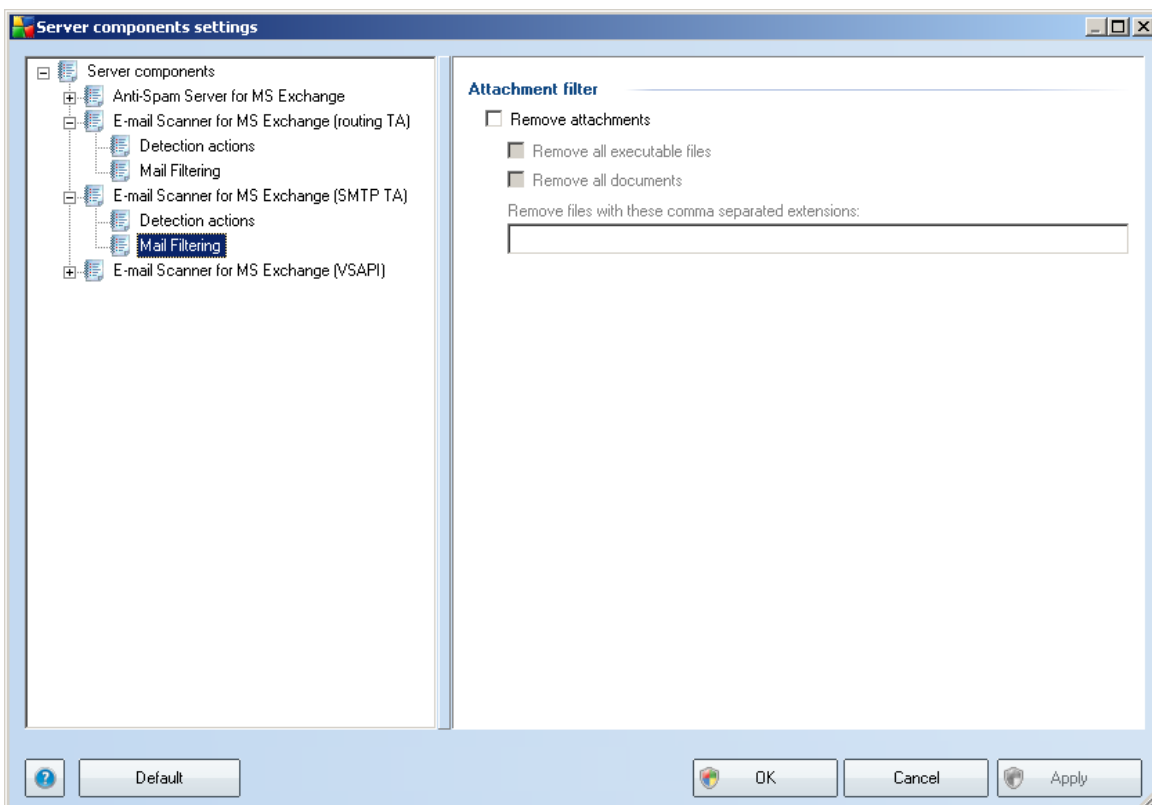 Server components settings
Server components
Anti-Spam Server for MS Exchange
E-mail Scanner for MS Exchange (routing TA)
Detection actions
Mail Filtering
E-mail Scanner for MS Exchange (SMTP TA)
Detection actions
Mail Filtering
E-mail Scanner for MS Exchange (VSAPI)
Attachment filter
Remove attachments
Remove all executable files
Remove all documents
Remove files with these comma separated extensions:
Default
OK
Cancel
Apply